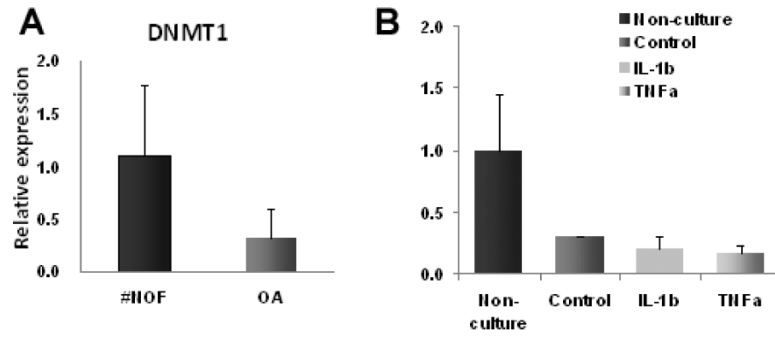 A
DNMT1
Relative expression
2.0
1.5
1.0
0.5
0.0
#NOF
OA
B
Non-culture
Control
IL-1b
TNFa
2.0
1.5
1.0
0.5
0.0
Non-
culture
Control
IL-1b
TNFa